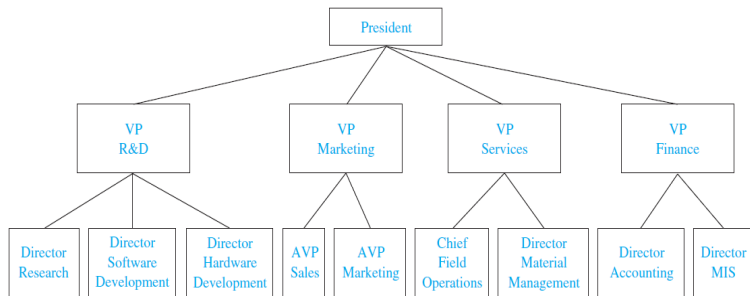 President
VP
R&D
VP
Marketing
VP
Services
VP
Finance
Director
Research
Director
Software
Development
Director
Hardware
Development
AVP
Sales
AVP
Marketing
Chief
Field
Operations
Director
Material
Management
Director
Accounting
Director
MIS